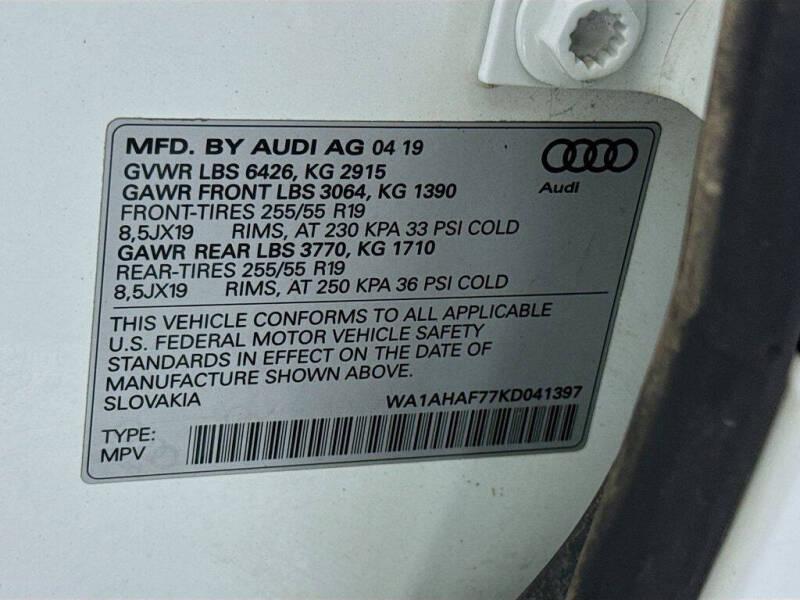 MFD. BY AUDI AG 04 19
GVWR LBS 6426, KG 2915
GAWR FRONT LBS 3064, KG 1390
FRONT-TIRES 255/55 R19
8,5JX19 RIMS, AT 230 KPA 33 PSI COLD
GAWR REAR LBS 3770, KG 1710
REAR-TIRES 255/55 R19
8,5JX19 RIMS, AT 250 KPA 36 PSI COLD
Audi
THIS VEHICLE CONFORMS TO ALL APPLICABLE
U.S. FEDERAL MOTOR VEHICLE SAFETY
STANDARDS IN EFFECT ON THE DATE OF
MANUFACTURE SHOWN ABOVE.
SLOVAKIA WA1AHAF77KD041397
TYPE:
MPV